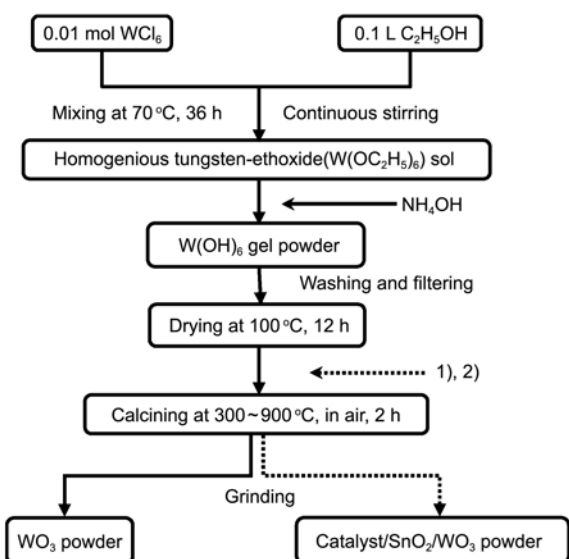 0.01 mol WCl₆
0.1 L C₂H₅OH
Mixing at 70 °C, 36 h
Continuous stirring
Homogenious tungsten-ethoxide(W(OC₂H₅)₆) sol
NH₄OH
W(OH)₆ gel powder
Washing and filtering
Drying at 100 °C, 12 h
1), 2)
Calcining at 300~900 °C, in air, 2 h
Grinding
WO₃ powder
Catalyst/SnO₂/WO₃ powder